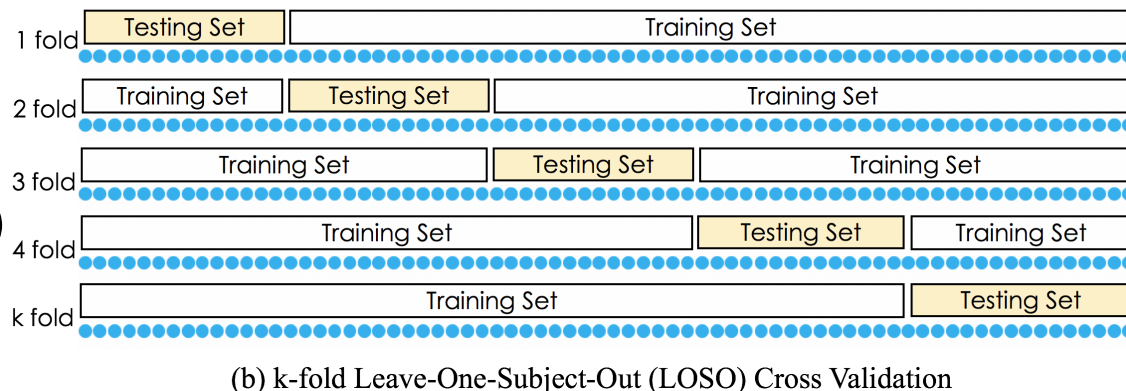 1 fold Testing Set Training Set
2 fold Training Set Testing Set Training Set
3 fold Training Set Testing Set Training Set
) 
4 fold Training Set Testing Set Training Set
k fold Training Set Testing Set
(b) k-fold Leave-One-Subject-Out (LOSO) Cross Validation